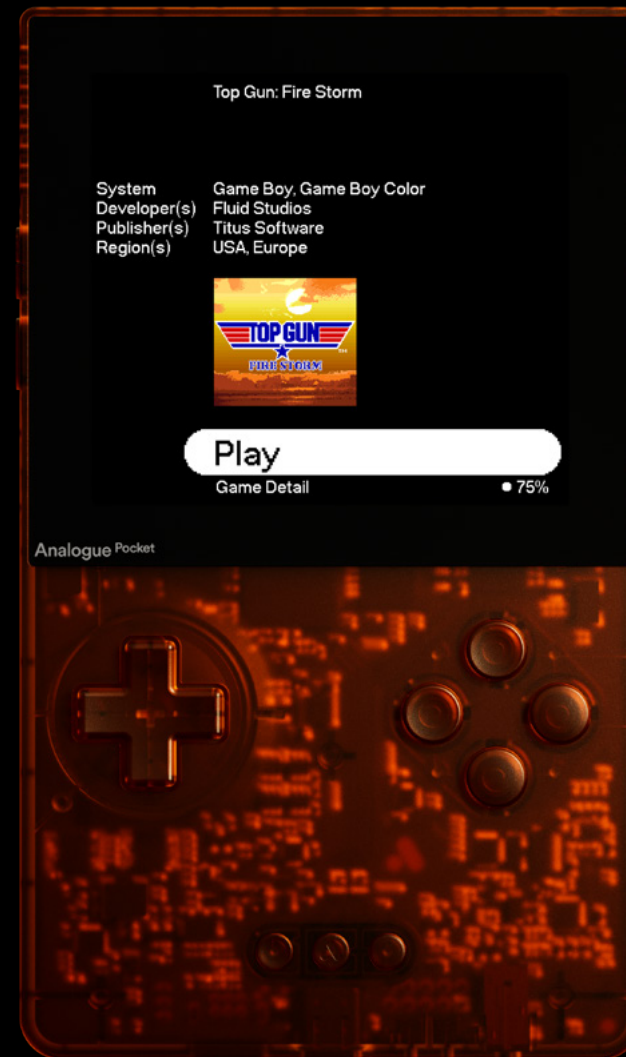 Top Gun: Fire Storm
System Game Boy, Game Boy Color
Developer(s) Fluid Studios
Publisher(s) Titus Software
Region(s) USA, Europe
TOP GUN
FIRE STORM
Play
Game Detail 75%
Analogue Pocket